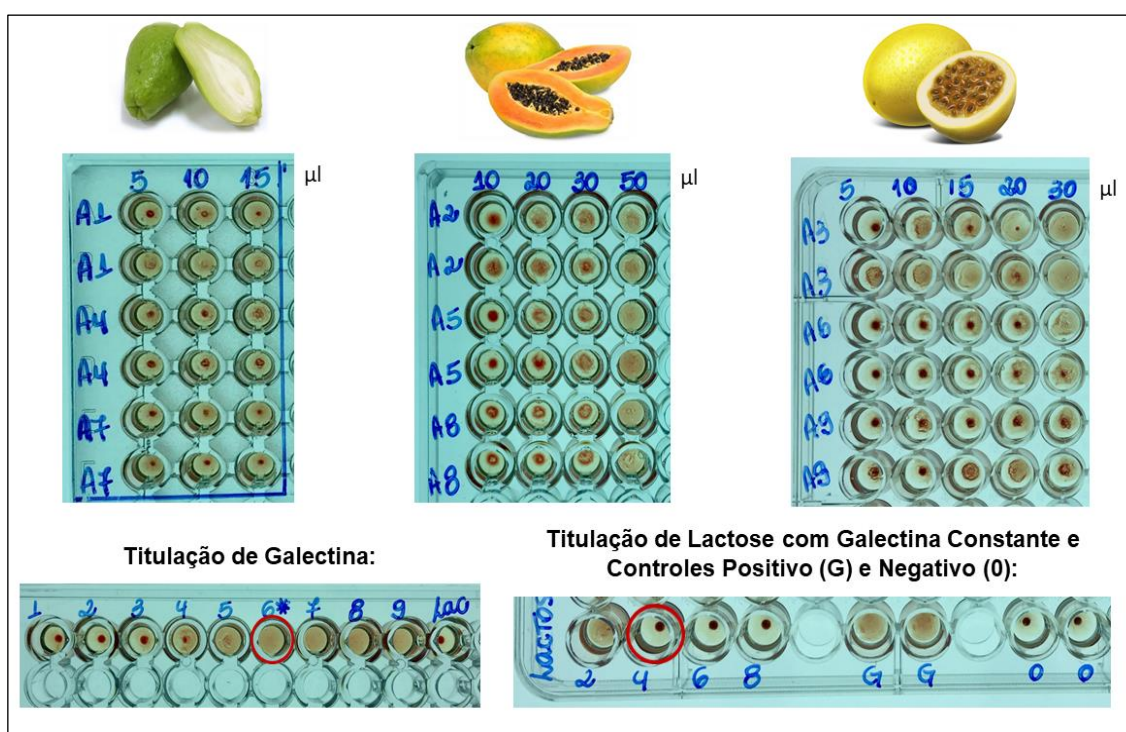 5 10 15
µl
A1
A1
A4
A4
A7
A7
10 20 30 50
µl
A2
A2
A5
A5
A8
A8
5 10 15 20 30
µl
A3
A3
A6
A6
A9
A9
Titulação de Galectina:
1 2 3 4 5 6* 7 8 9 Lac
Titulação de Lactose com Galectina Constante e
Controles Positivo (G) e Negativo (0):
Lactos
2 4 6 8 G G 0 0